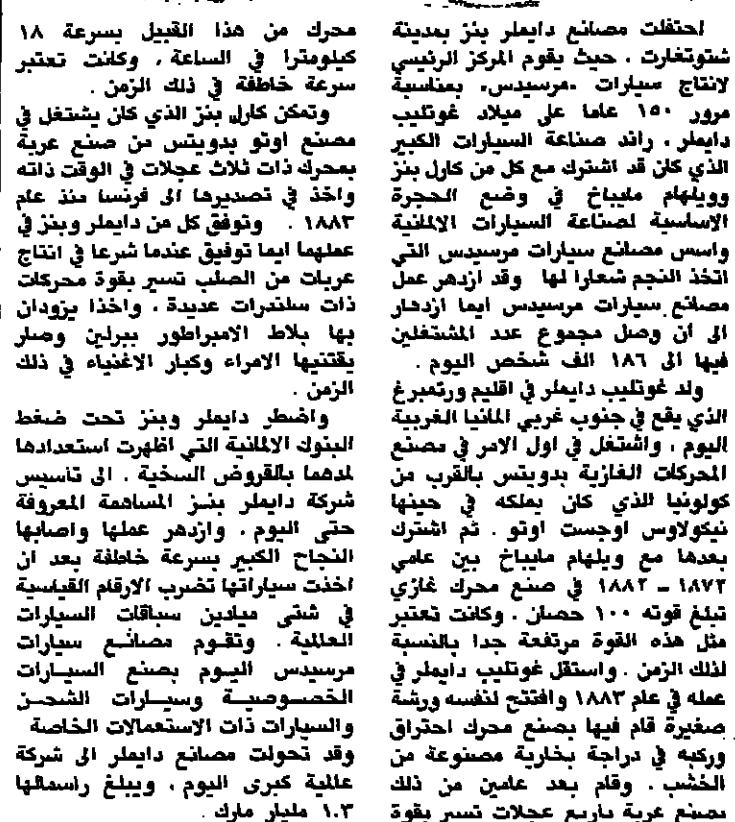 احتفلت مصانع دايملر بنز بمدينة
شتوتغارت ، حيث يقوم المركز الرئيسي
لانتاج سيارات «مرسيدس» بمناسبة
مرور ١٥٠ عاما على ميلاد غوتليب
دايملر ، رائد صناعة السيارات الكبير
الذي كان قد اشترك مع كل من كارل بنز
وويلهام مايباخ في وضع الحجرة
الاساسية لصناعة السيارات الالمانية
واسس مصانع سيارات مرسيدس التي
اتخذ النجم شعارا لها وقد ازدهر عمل
مصانع سيارات مرسيدس ايما ازدهار
الى ان وصل مجموع عدد المشتغلين
فيها الى ١٨٦ الف شخص اليوم .
ولد غوتليب دايملر في اقليم ورتمبرغ
الذي يقع في جنوب غربي المانيا الغربية
اليوم ، واشتغل في اول الامر في مصنع
المحركات الغازية بدويتس بالقرب من
كولونيا الذي كان يملكه في حينها
نيكولاوس اوجست اوتو . ثم اشترك
بعدها مع ويلهام مايباخ بين عامي
١٨٧٢ - ١٨٨٢ في صنع محرك غازي
تبلغ قوته ١٠٠ حصان . وكانت تعتبر
مثل هذه القوة مرتفعة جدا بالنسبة
لذلك الزمن . واستقل غوتليب دايملر في
عمله في عام ١٨٨٣ وافتتح لنفسه ورشة
صغيرة قام فيها بصنع محرك احتراق
وركبه في دراجة بخارية مصنوعة من
الخشب . وقام بعد عامين من ذلك
بصنع عربة باربع عجلات تسير بقوة
محرك من هذا القبيل بسرعة ١٨
كيلومترا في الساعة ، وكانت تعتبر
سرعة خاطفة في ذلك الزمن .
وتمكن كارل بنز الذي كان يشتغل في
مصنع اوتو بدويتس من صنع عربة
بمحرك ذات ثلاث عجلات في الوقت ذاته
واخذ في تصديرها الى فرنسا منذ عام
١٨٨٣ . وتوفق كل من دايملر وبنز في
عملهما ايما توفيق عندما شرعا في انتاج
عربات من الصلب تسير بقوة محركات
ذات سلندرات عديدة ، واخذا يزودان
بها بلاط الامبراطور ببرلين وصار
يقتنيها الامراء وكبار الاغنياء في ذلك
الزمن .
واضطر دايملر وبنز تحت ضغط
البنوك الالمانية التي اظهرت استعدادها
لمدهما بالقروض السخية . الى تاسيس
شركة دايملر بنز المساهمة المعروفة
حتى اليوم ، وازدهر عملها واصابها
النجاح الكبير بسرعة خاطفة بعد ان
اخذت سياراتها تضرب الارقام القياسية
في شتى ميادين سباقات السيارات
العالمية . وتقوم مصانع سيارات
مرسيدس اليوم بصنع السيارات
الخصوصية وسيارات الشحن
والسيارات ذات الاستعمالات الخاصة
وقد تحولت مصانع دايملر الى شركة
عالمية كبرى اليوم ، ويبلغ راسمالها
١.٣ مليار مارك .